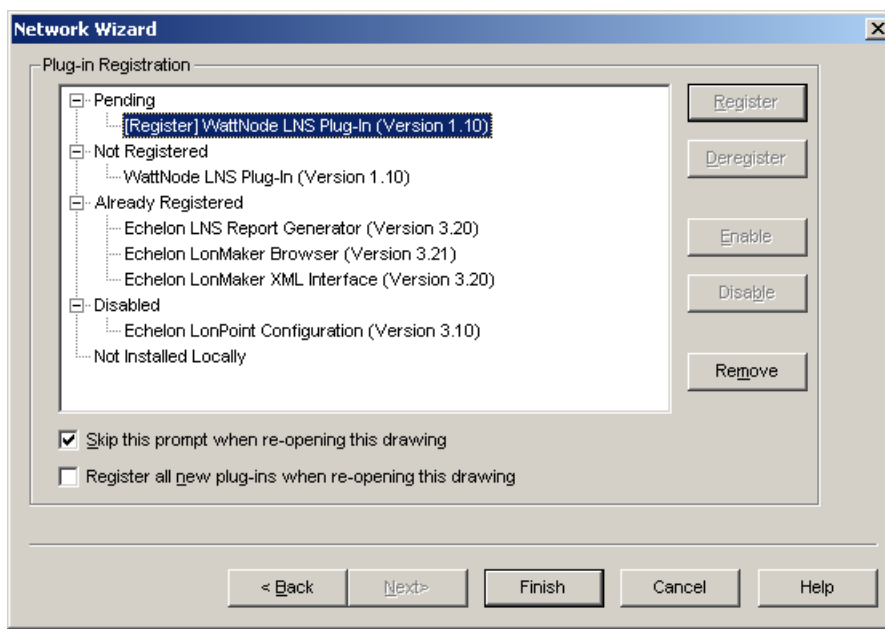 Network Wizard
Plug-in Registration
Pending
[Register] WattNode LNS Plug-In (Version 1.10)
Not Registered
WattNode LNS Plug-In (Version 1.10)
Already Registered
Echelon LNS Report Generator (Version 3.20)
Echelon LonMaker Browser (Version 3.21)
Echelon LonMaker XML Interface (Version 3.20)
Disabled
Echelon LonPoint Configuration (Version 3.10)
Not Installed Locally
Register
Deregister
Enable
Disable
Remove
Skip this prompt when re-opening this drawing
Register all new plug-ins when re-opening this drawing
< Back
Next>
Finish
Cancel
Help